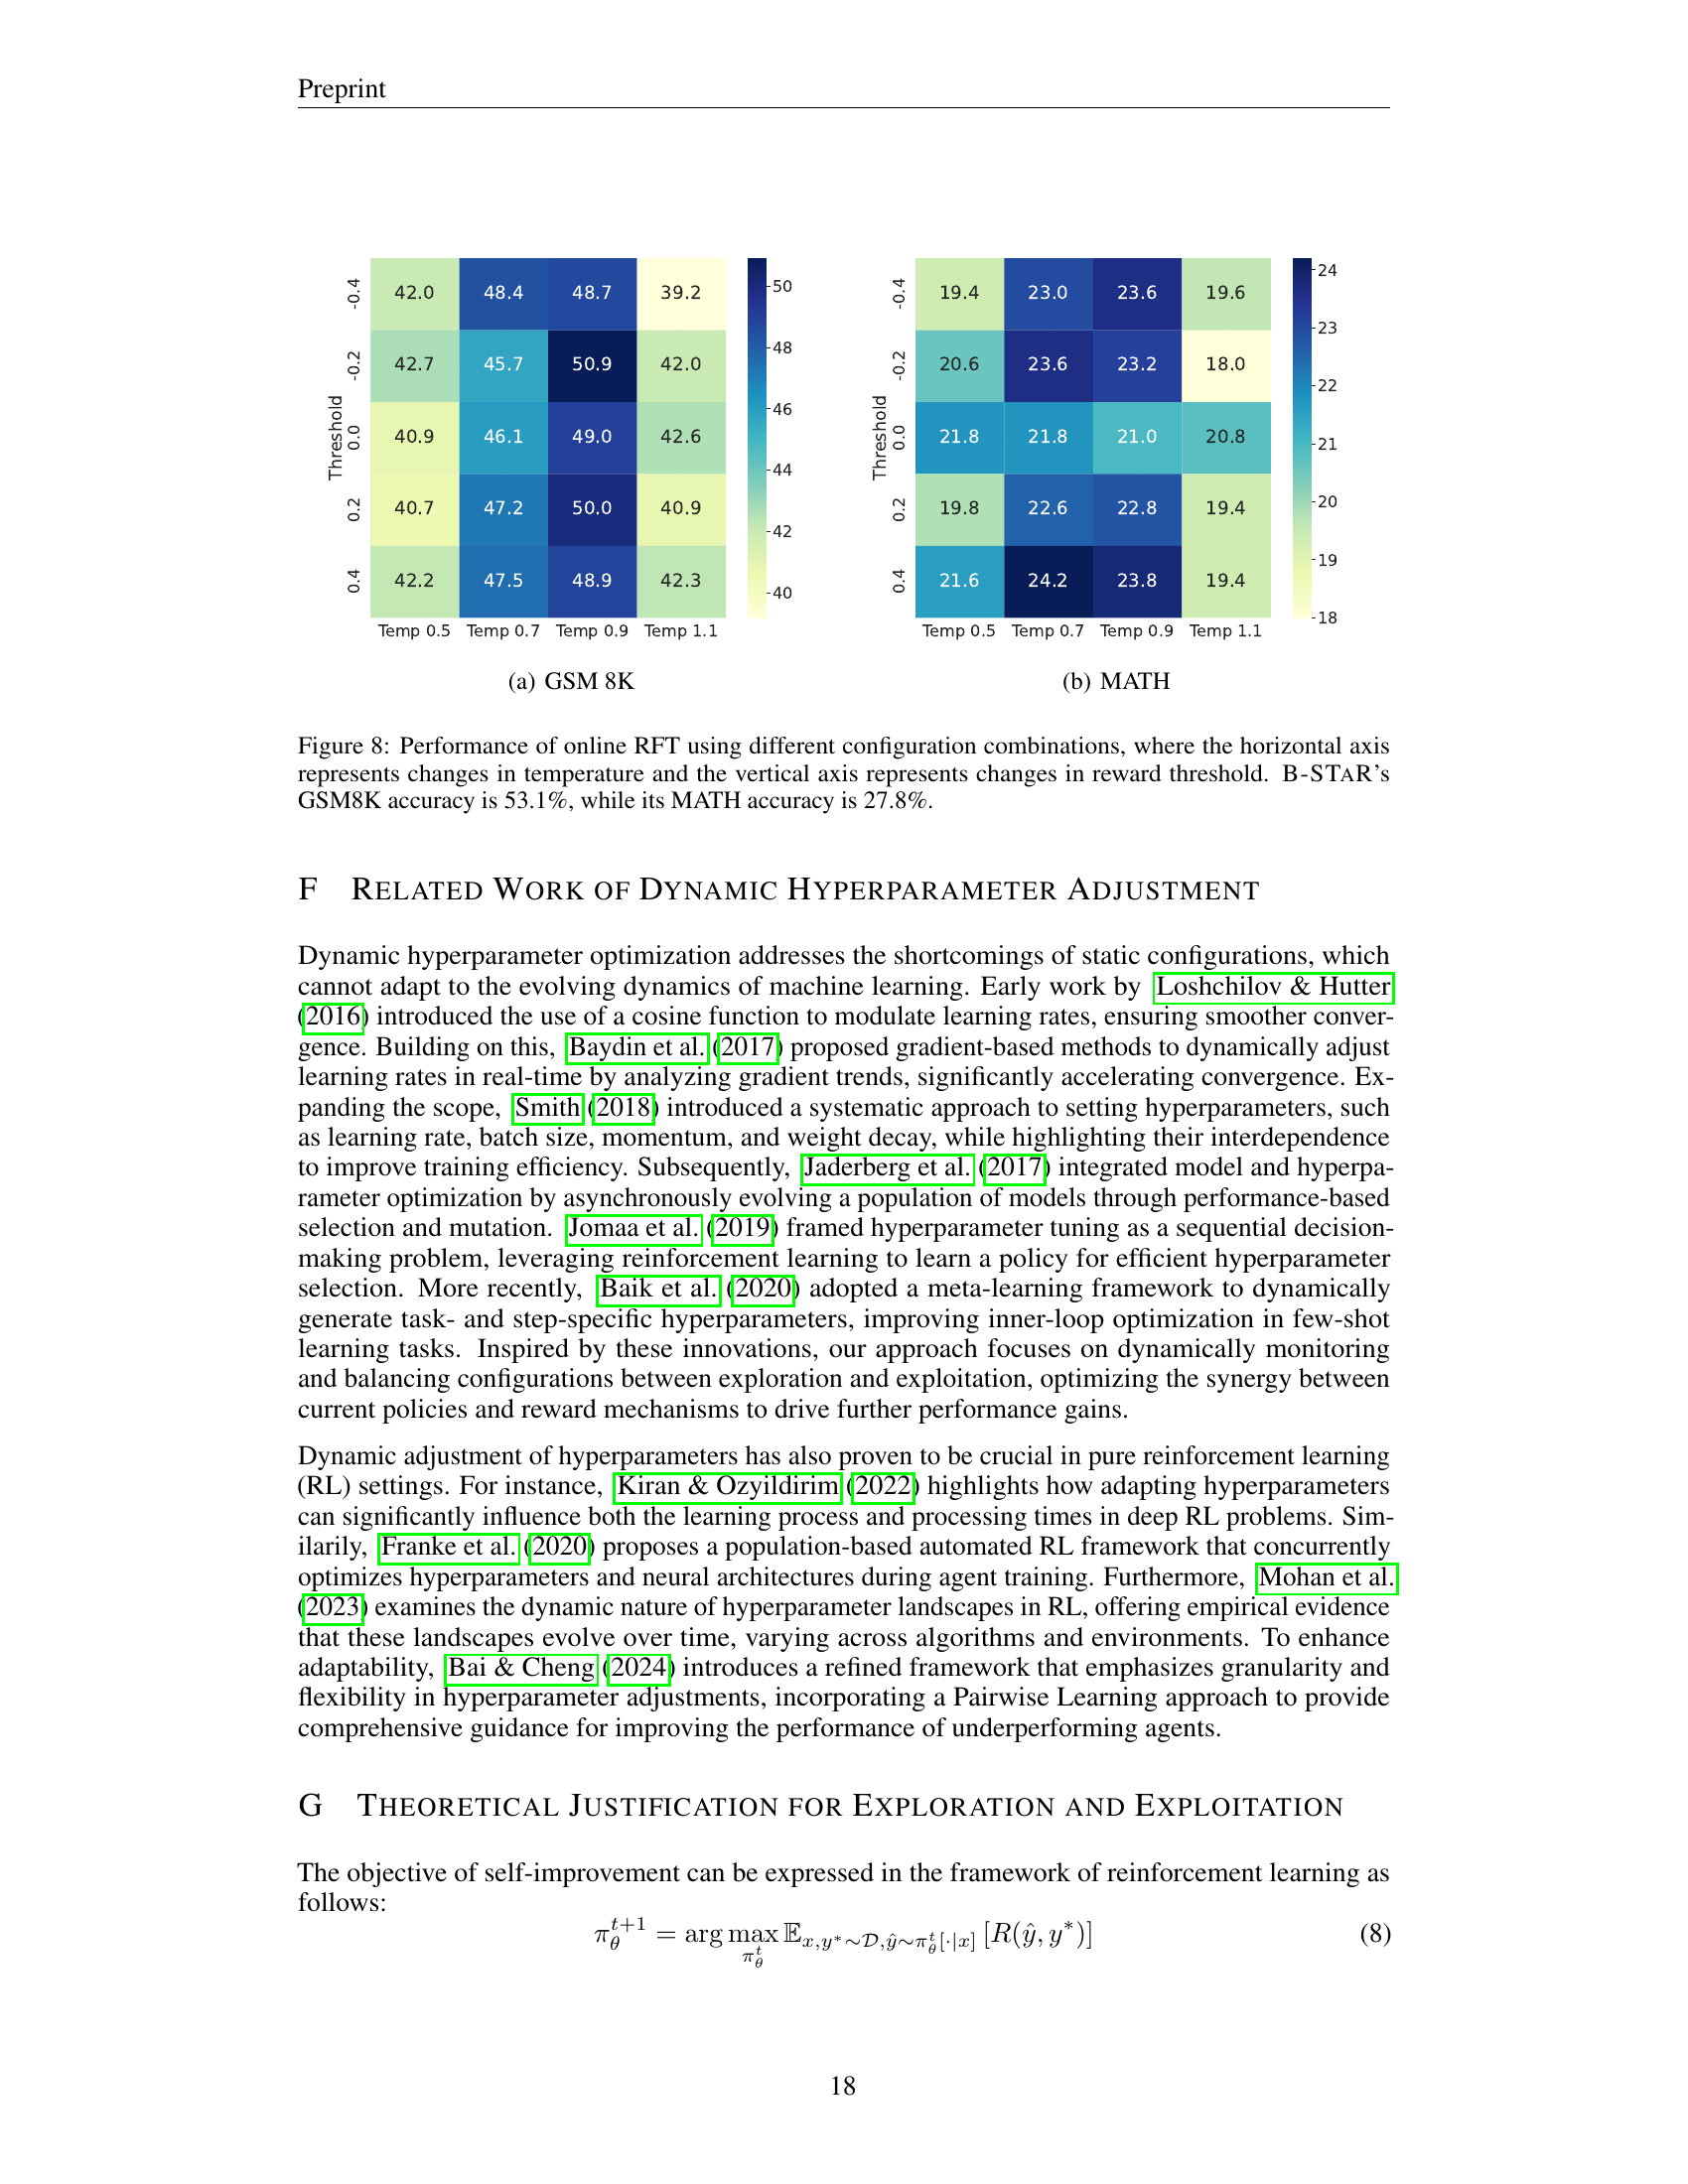 Preprint
-0.4 42.0 48.4 48.7 39.2
-0.2 42.7 45.7 50.9 42.0
0.0 40.9 46.1 49.0 42.6
0.2 40.7 47.2 50.0 40.9
0.4 42.2 47.5 48.9 42.3
Threshold
Temp 0.5 Temp 0.7 Temp 0.9 Temp 1.1
50
48
46
44
42
40
(a) GSM 8K
-0.4 19.4 23.0 23.6 19.6
-0.2 20.6 23.6 23.2 18.0
0.0 21.8 21.8 21.0 20.8
0.2 19.8 22.6 22.8 19.4
0.4 21.6 24.2 23.8 19.4
Threshold
Temp 0.5 Temp 0.7 Temp 0.9 Temp 1.1
24
23
22
21
20
19
18
(b) MATH
Figure 8: Performance of online RFT using different configuration combinations, where the horizontal axis
represents changes in temperature and the vertical axis represents changes in reward threshold. B-STAR's
GSM8K accuracy is 53.1%, while its MATH accuracy is 27.8%.
F RELATED WORK OF DYNAMIC HYPERPARAMETER ADJUSTMENT
Dynamic hyperparameter optimization addresses the shortcomings of static configurations, which
cannot adapt to the evolving dynamics of machine learning. Early work by Loshchilov & Hutter
(2016) introduced the use of a cosine function to modulate learning rates, ensuring smoother conver-
gence. Building on this, Baydin et al. (2017) proposed gradient-based methods to dynamically adjust
learning rates in real-time by analyzing gradient trends, significantly accelerating convergence. Ex-
panding the scope, Smith (2018) introduced a systematic approach to setting hyperparameters, such
as learning rate, batch size, momentum, and weight decay, while highlighting their interdependence
to improve training efficiency. Subsequently, Jaderberg et al. (2017) integrated model and hyperpa-
rameter optimization by asynchronously evolving a population of models through performance-based
selection and mutation. Jomaa et al. (2019) framed hyperparameter tuning as a sequential decision-
making problem, leveraging reinforcement learning to learn a policy for efficient hyperparameter
selection. More recently, Baik et al. (2020) adopted a meta-learning framework to dynamically
generate task- and step-specific hyperparameters, improving inner-loop optimization in few-shot
learning tasks. Inspired by these innovations, our approach focuses on dynamically monitoring
and balancing configurations between exploration and exploitation, optimizing the synergy between
current policies and reward mechanisms to drive further performance gains.
Dynamic adjustment of hyperparameters has also proven to be crucial in pure reinforcement learning
(RL) settings. For instance, Kiran & Ozyildirim (2022) highlights how adapting hyperparameters
can significantly influence both the learning process and processing times in deep RL problems. Sim-
ilarily, Franke et al. (2020) proposes a population-based automated RL framework that concurrently
optimizes hyperparameters and neural architectures during agent training. Furthermore, Mohan et al.
(2023) examines the dynamic nature of hyperparameter landscapes in RL, offering empirical evidence
that these landscapes evolve over time, varying across algorithms and environments. To enhance
adaptability, Bai & Cheng (2024) introduces a refined framework that emphasizes granularity and
flexibility in hyperparameter adjustments, incorporating a Pairwise Learning approach to provide
comprehensive guidance for improving the performance of underperforming agents.
G THEORETICAL JUSTIFICATION FOR EXPLORATION AND EXPLOITATION
The objective of self-improvement can be expressed in the framework of reinforcement learning as
follows:
π_θ^{t+1} = arg max_{π_θ^t} 𝔼_{x,y*∼𝒟,ŷ∼π_θ^t[·|x]} [R(ŷ, y*)] (8)
18